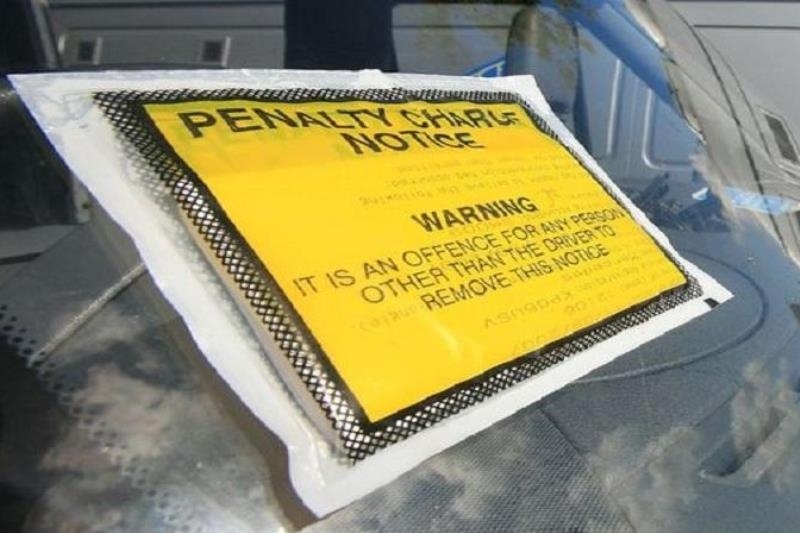 PENALTY CHARGE
NOTICE
WARNING
IT IS AN OFFENCE FOR ANY PERSON
OTHER THAN THE DRIVER TO
REMOVE THIS NOTICE